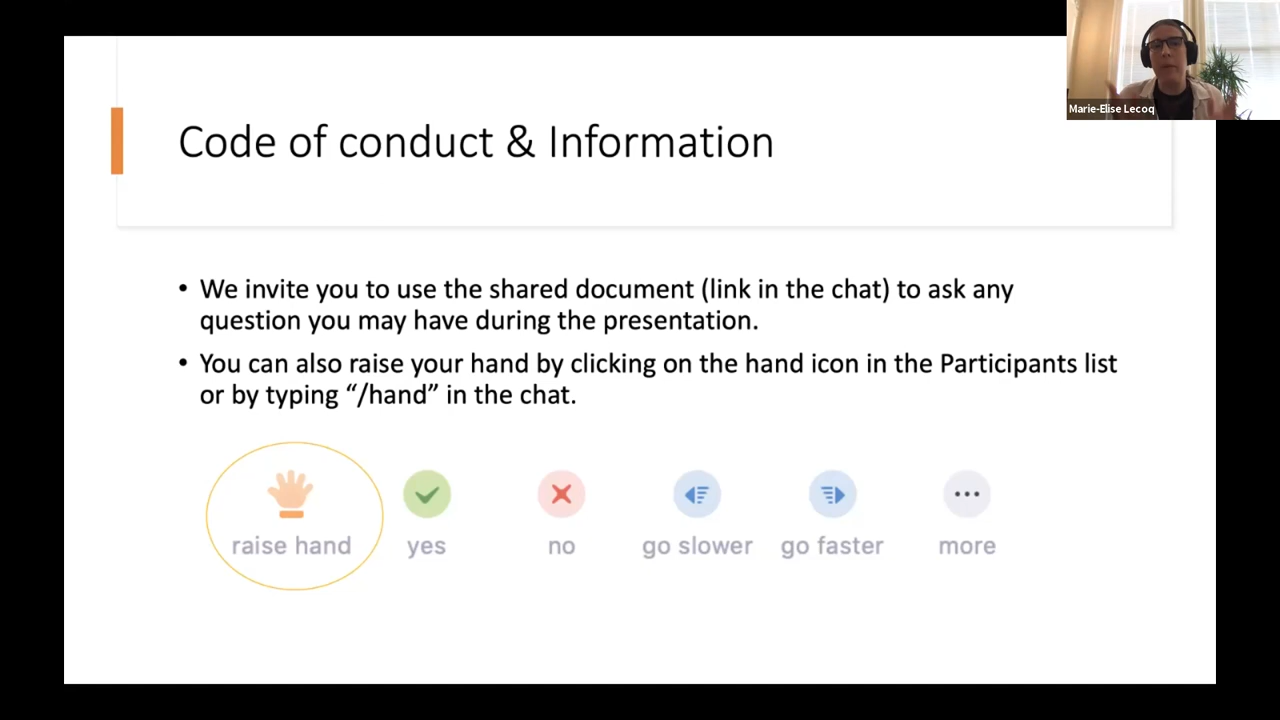 Marie-Elise Lecoq
Code of conduct & Information
• We invite you to use the shared document (link in the chat) to ask any
question you may have during the presentation.
• You can also raise your hand by clicking on the hand icon in the Participants list
or by typing “/hand” in the chat.
raise hand yes no go slower go faster more